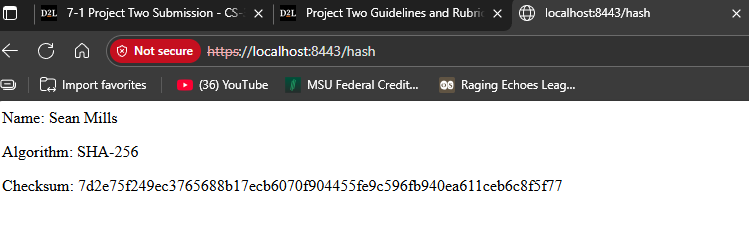 7-1 Project Two Submission - CS-
Project Two Guidelines and Rubric
localhost:8443/hash
Not secure https://localhost:8443/hash
Import favorites (36) YouTube MSU Federal Credit... Raging Echoes Leag...
Name: Sean Mills
Algorithm: SHA-256
Checksum: 7d2e75f249ec3765688b17ecb6070f904455fe9c596fb940ea611ceb6c8f5f77